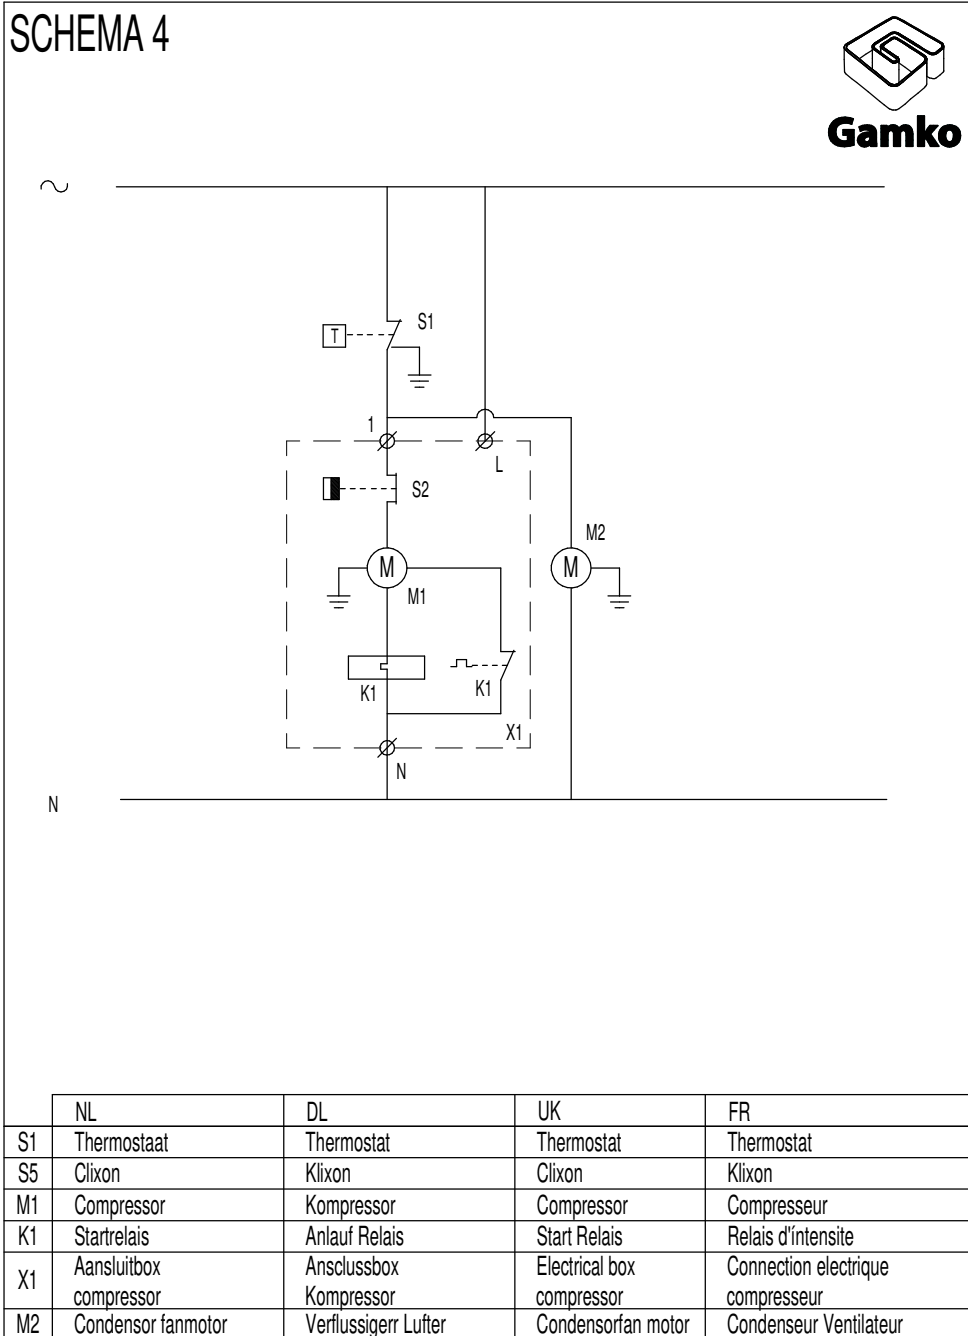 SCHEMA 4
Gamko
S1
T
1
L
S2
M2
M
M
M1
K1
K1
X1
N
N
NL DL UK FR
S1 Thermostaat Thermostat Thermostat Thermostat
S5 Clixon Klixon Clixon Klixon
M1 Compressor Kompressor Compressor Compresseur
K1 Startrelais Anlauf Relais Start Relais Relais d'íntensite
X1 Aansluitbox Ansclussbox Electrical box Connection electrique
compressor Kompressor compressor compresseur
M2 Condensor fanmotor Verflussigerr Lufter Condensorfan motor Condenseur Ventilateur